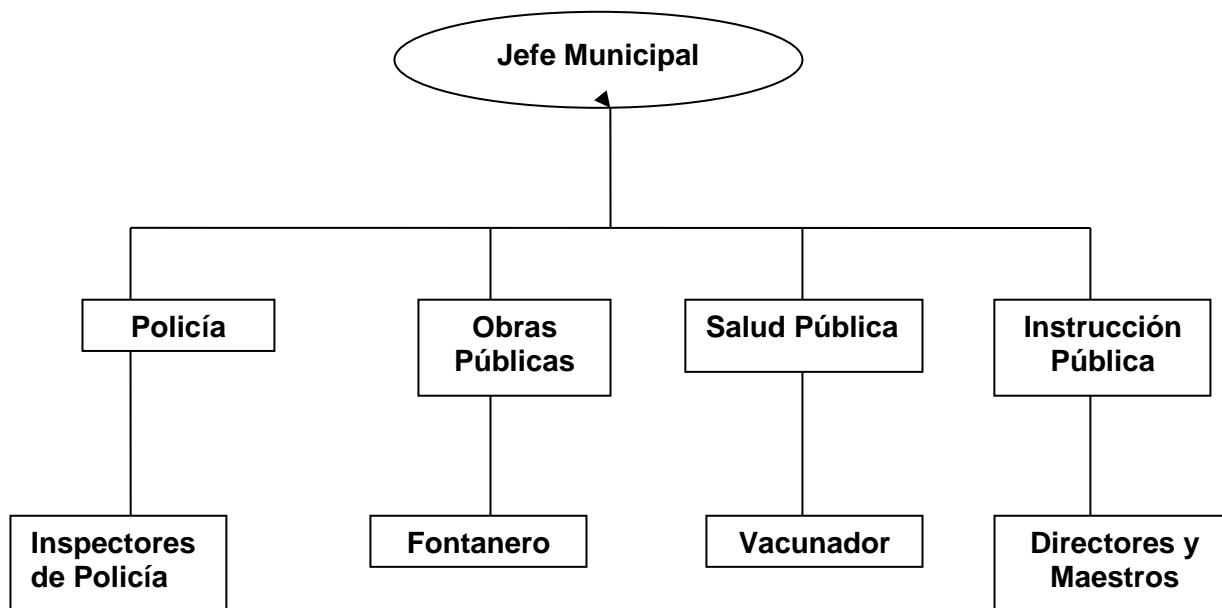 Jefe Municipal
Policía
Obras
Públicas
Salud Pública
Instrucción
Pública
Inspectores
de Policía
Fontanero
Vacunador
Directores y
Maestros